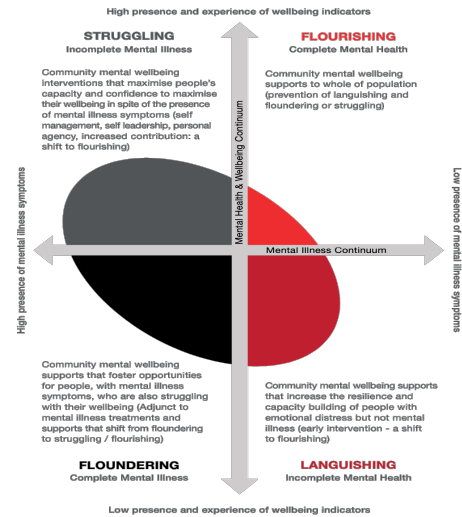 High presence and experience of wellbeing indicators
STRUGGLING
Incomplete Mental Illness
Community mental wellbeing
interventions that maximise people's
capacity and confidence to maximise
their wellbeing in spite of the presence
of mental illness symptoms (self
management, self leadership, personal
agency, increased contribution: a
shift to flourishing)
FLOURISHING
Complete Mental Health
Community mental wellbeing
supports to whole of population
(prevention of languishing and
floundering or struggling)
Mental Health & Wellbeing Continuum
High presence of mental illness symptoms
Mental Illness Continuum
Low presence of mental illness symptoms
Community mental wellbeing
supports that foster opportunities
for people, with mental illness
symptoms, who are also struggling
with their wellbeing (Adjunct to
mental illness treatments and
supports that shift from floundering
to struggling / flourishing)
FLOUNDERING
Complete Mental Illness
Community mental wellbeing supports
that increase the resilience and
capacity building of people with
emotional distress but not mental
illness (early intervention - a shift
to flourishing)
LANGUISHING
Incomplete Mental Health
Low presence and experience of wellbeing indicators